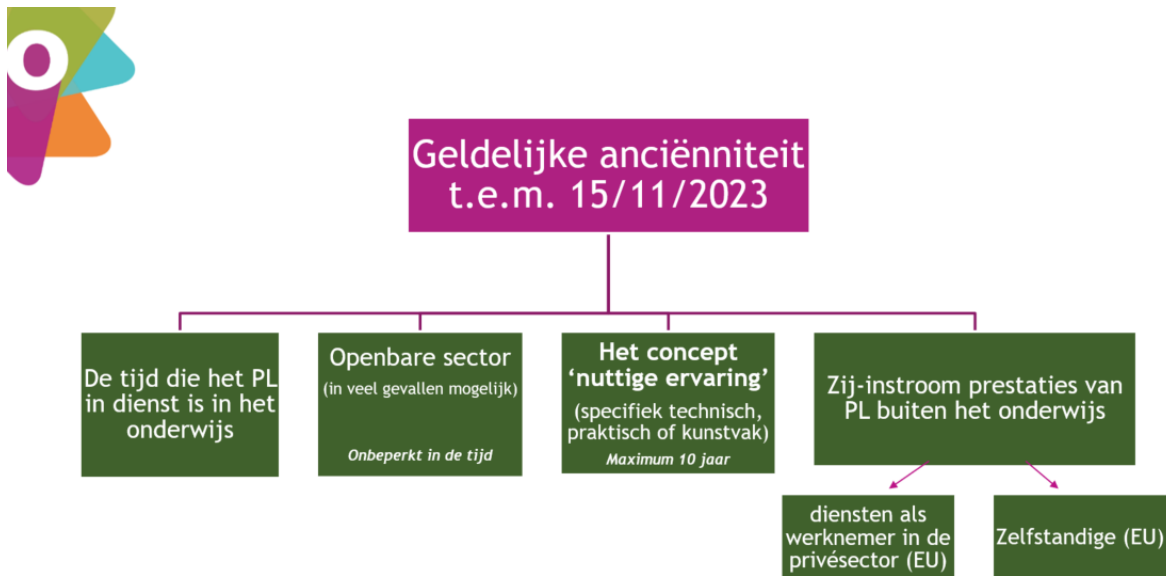 O
Geldelijke anciënniteit
t.e.m. 15/11/2023
De tijd die het PL
in dienst is in het
onderwijs
Openbare sector
(in veel gevallen mogelijk)
Onbeperkt in de tijd
Het concept
‘nuttige ervaring’
(specifiek technisch,
praktisch of kunstvak)
Maximum 10 jaar
Zij-instroom prestaties van
PL buiten het onderwijs
diensten als
werknemer in de
privésector (EU)
Zelfstandige (EU)